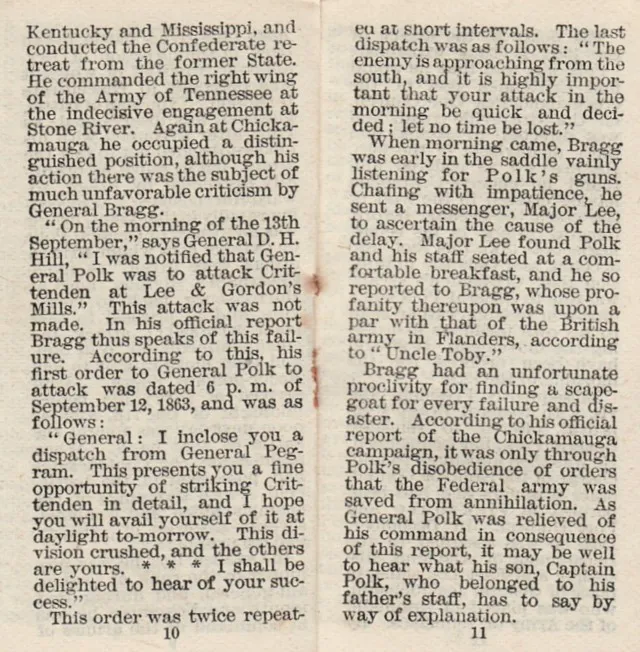 Kentucky and Mississippi, and
conducted the Confederate re-
treat from the former State.
He commanded the right wing
of the Army of Tennessee at
the indecisive engagement at
Stone River. Again at Chicka-
mauga he occupied a distin-
guished position, although his
action there was the subject of
much unfavorable criticism by
General Bragg.
"On the morning of the 13th
September," says General D. H.
Hill, "I was notified that Gen-
eral Polk was to attack Crit-
tenden at Lee & Gordon's
Mills." This attack was not
made. In his official report
Bragg thus speaks of this fail-
ure. According to this, his
first order to General Polk to
attack was dated 6 p. m. of
September 12, 1863, and was as
follows:
"General: I inclose you a
dispatch from General Peg-
ram. This presents you a fine
opportunity of striking Crit-
tenden in detail, and I hope
you will avail yourself of it at
daylight to-morrow. This di-
vision crushed, and the others
are yours. * * * I shall be
delighted to hear of your suc-
cess."
This order was twice repeat-
10
ed at short intervals. The last
dispatch was as follows: "The
enemy is approaching from the
south, and it is highly impor-
tant that your attack in the
morning be quick and deci-
ded; let no time be lost."
When morning came, Bragg
was early in the saddle vainly
listening for Polk's guns.
Chafing with impatience, he
sent a messenger, Major Lee,
to ascertain the cause of the
delay. Major Lee found Polk
and his staff seated at a com-
fortable breakfast, and he so
reported to Bragg, whose pro-
fanity thereupon was upon a
par with that of the British
army in Flanders, according
to "Uncle Toby."
Bragg had an unfortunate
proclivity for finding a scape-
goat for every failure and dis-
aster. According to his official
report of the Chickamauga
campaign, it was only through
Polk's disobedience of orders
that the Federal army was
saved from annihilation. As
General Polk was relieved of
his command in consequence
of this report, it may be well
to hear what his son, Captain
Polk, who belonged to his
father's staff, has to say by
way of explanation.
11